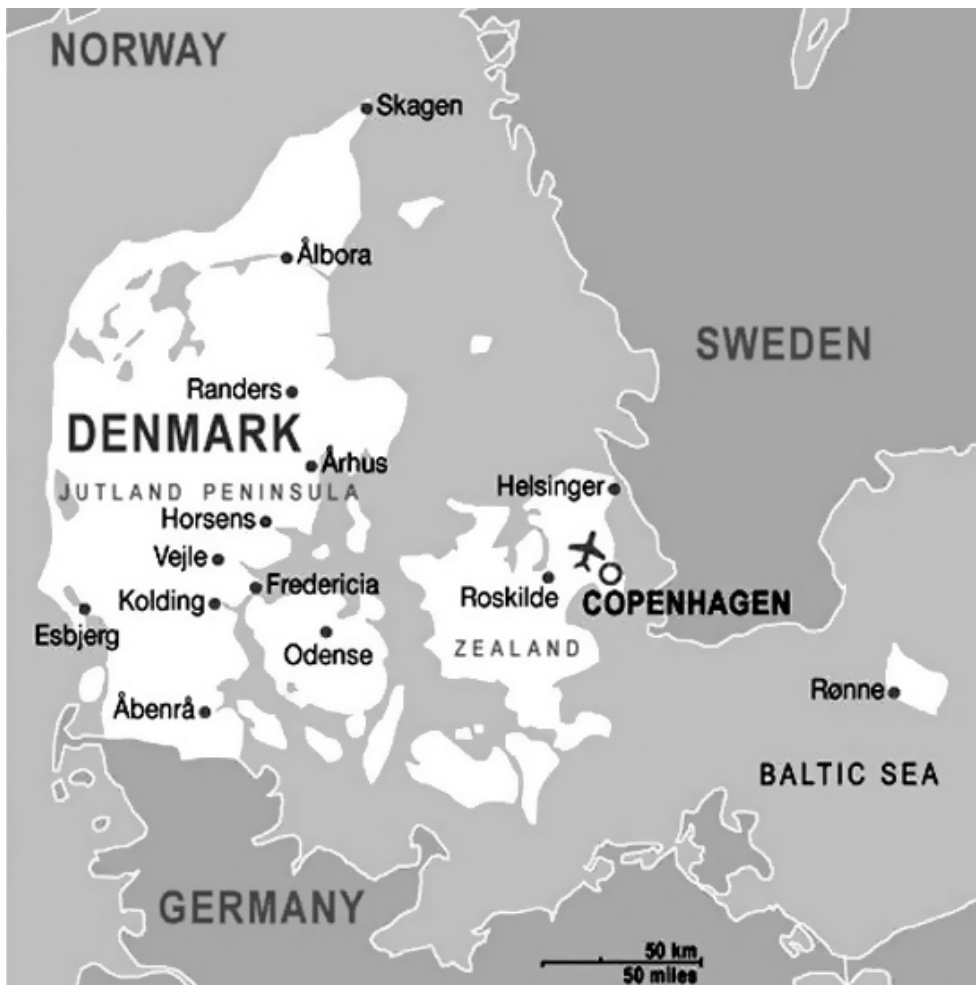 NORWAY
Skagen
Ålbora
SWEDEN
Randers
DENMARK
Århus
JUTLAND PENINSULA
Helsinger
Horsens
Vejle
Fredericia
Kolding
Roskilde
COPENHAGEN
Esbjerg
Odense
ZEALAND
Rønne
Åbenrå
BALTIC SEA
GERMANY
50 km
50 miles